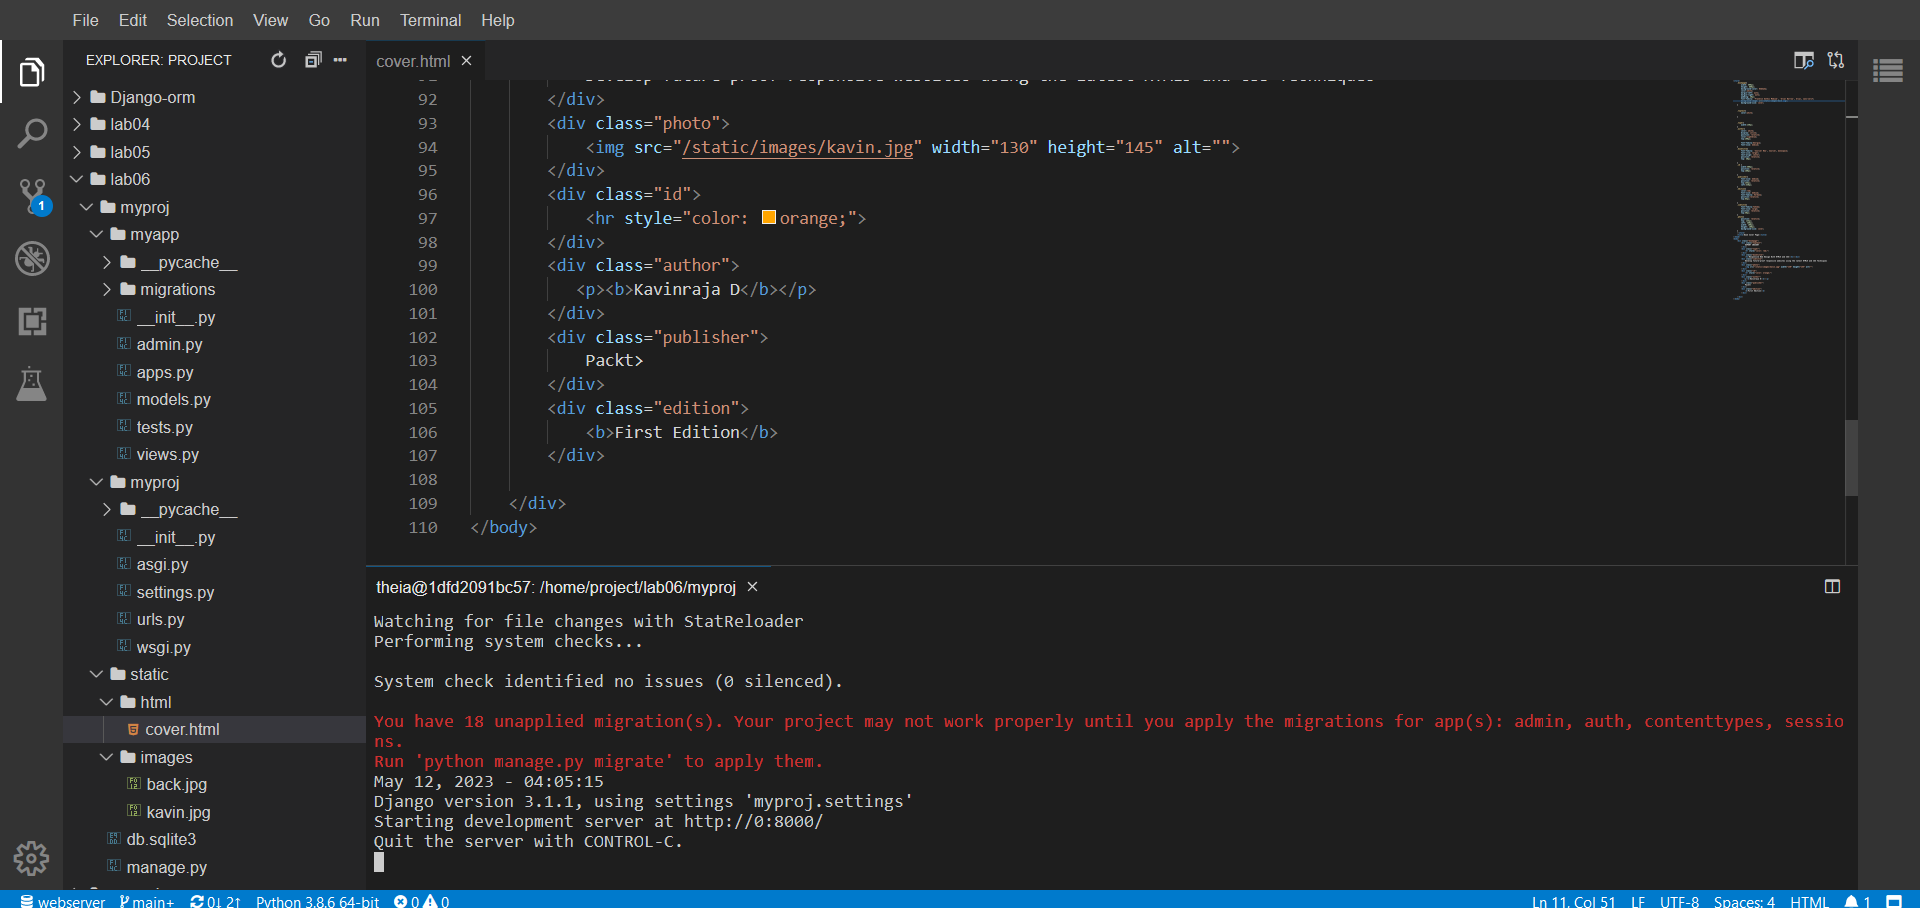 File Edit Selection View Go Run Terminal Help
EXPLORER: PROJECT
Django-orm
lab04
lab05
lab06
myproj
myapp
__pycache__
migrations
__init__.py
admin.py
apps.py
models.py
tests.py
views.py
myproj
__pycache__
__init__.py
asgi.py
settings.py
urls.py
wsgi.py
static
html
cover.html
images
back.jpg
kavin.jpg
db.sqlite3
manage.py
1
cover.html
92 </div>
93 <div class="photo">
94 <img src="/static/images/kavin.jpg" width="130" height="145" alt="">
95 </div>
96 <div class="id">
97 <hr style="color: orange;">
98 </div>
99 <div class="author">
100 <p><b>Kavinraja D</b></p>
101 </div>
102 <div class="publisher">
103 Packt>
104 </div>
105 <div class="edition">
106 <b>First Edition</b>
107 </div>
108
109 </div>
110 </body>
theia@1dfd2091bc57: /home/project/lab06/myproj
Watching for file changes with StatReloader
Performing system checks...
System check identified no issues (0 silenced).
You have 18 unapplied migration(s). Your project may not work properly until you apply the migrations for app(s): admin, auth, contenttypes, sessio
ns.
Run 'python manage.py migrate' to apply them.
May 12, 2023 - 04:05:15
Django version 3.1.1, using settings 'myproj.settings'
Starting development server at http://0:8000/
Quit the server with CONTROL-C.
webserver main+ 0↓ 2↑ Python 3.8.6 64-bit 0 0 Ln 11, Col 51 LF UTF-8 Spaces: 4 HTML 1